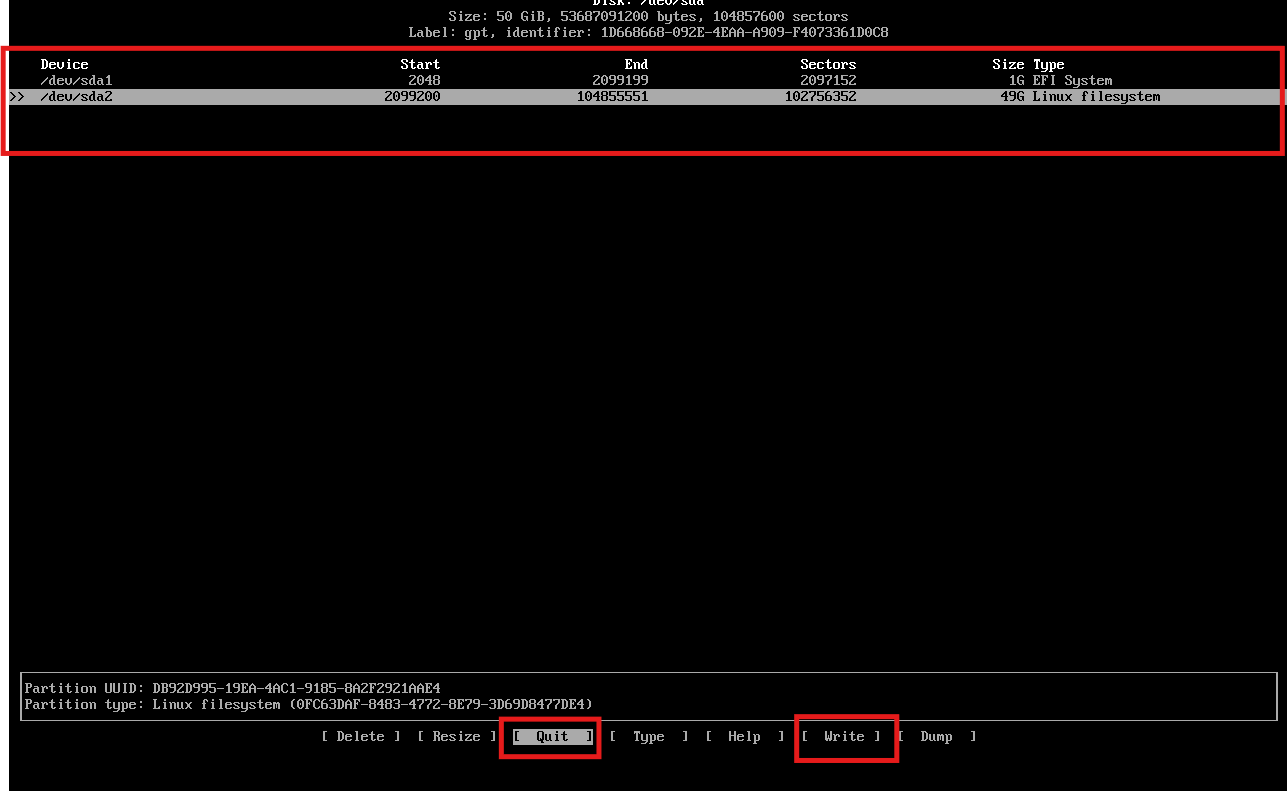 Disk: /dev/sda
Size: 50 GiB, 53687091200 bytes, 104857600 sectors
Label: gpt, identifier: 1D668668-092E-4EAA-A909-F4073361D0C8
Device Start End Sectors Size Type
/dev/sda1 2048 2099199 2097152 1G EFI System
>> /dev/sda2 2099200 104855551 102756352 49G Linux filesystem
Partition UUID: DB92D995-19EA-4AC1-9185-8A2F2921AAE4
Partition type: Linux filesystem (0FC63DAF-8483-4772-8E79-3D69D8477DE4)
[ Delete ] [ Resize ] [ Quit ] [ Type ] [ Help ] [ Write ] [ Dump ]